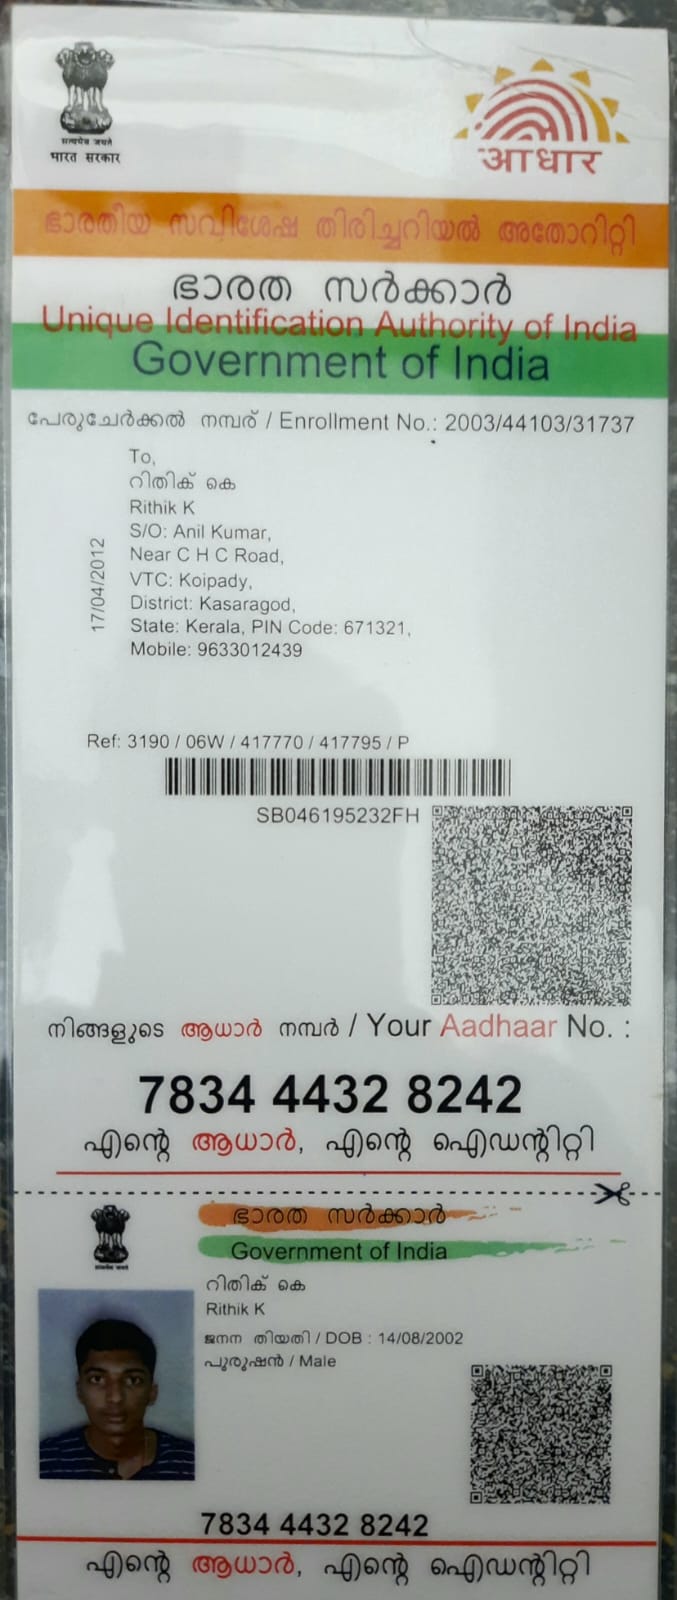 सत्यमेव जयते
भारत सरकार
आधार
ഭാരതീയ സവിശേഷ തിരിച്ചറിയൽ അതോറിറ്റി
ഭാരത സർക്കാർ
Unique Identification Authority of India
Government of India
പേരുചേർക്കൽ നമ്പര് / Enrollment No.: 2003/44103/31737
To,
റിതിക് കെ
Rithik K
S/O: Anil Kumar,
Near C H C Road,
VTC: Koipady,
District: Kasaragod,
State: Kerala, PIN Code: 671321,
Mobile: 9633012439
17/04/2012
Ref: 3190 / 06W / 417770 / 417795 / P
SB046195232FH
നിങ്ങളുടെ ആധാർ നമ്പർ / Your Aadhaar No. :
7834 4432 8242
എന്റെ ആധാർ, എന്റെ ഐഡന്റിറ്റി
ഭാരത സർക്കാർ
Government of India
റിതിക് കെ
Rithik K
ജനന തിയതി / DOB : 14/08/2002
പുരുഷൻ / Male
7834 4432 8242
എന്റെ ആധാർ, എന്റെ ഐഡന്റിറ്റി